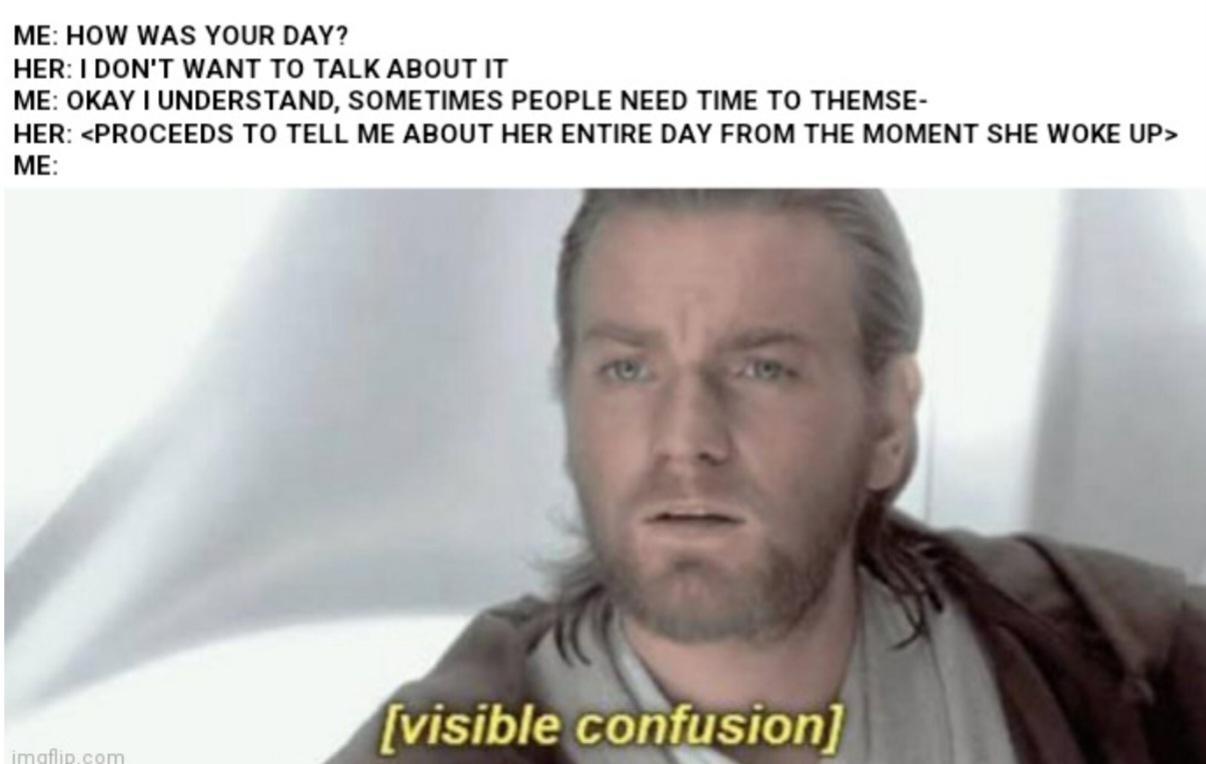 ME: HOW WAS YOUR DAY?
HER: I DON'T WANT TO TALK ABOUT IT
ME: OKAY I UNDERSTAND, SOMETIMES PEOPLE NEED TIME TO THEMSE-
HER: <PROCEEDS TO TELL ME ABOUT HER ENTIRE DAY FROM THE MOMENT SHE WOKE UP>
ME:
[visible confusion]
imgflip.com